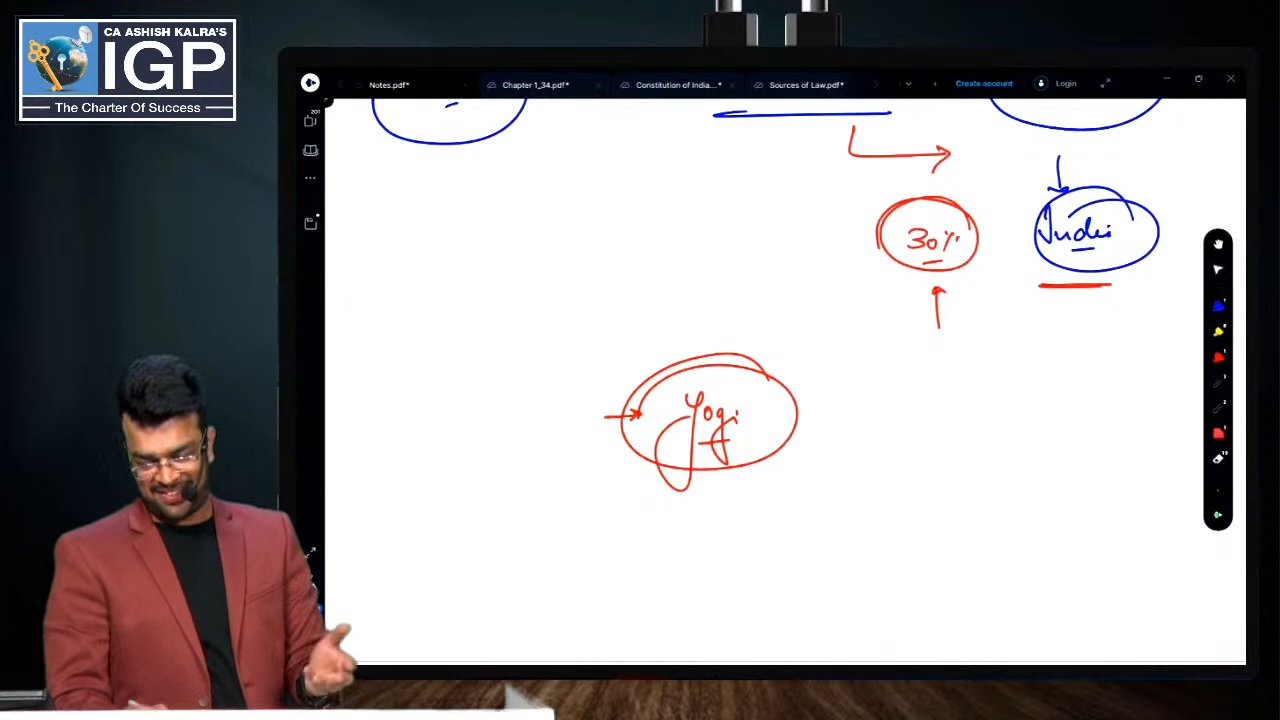 CA ASHISH KALRA'S
IGP
The Charter Of Success
Notes.pdf*
Chapter 1_34.pdf*
Constitution of India...*
Sources of Law.pdf*
Create account
Login
30%
Yogi